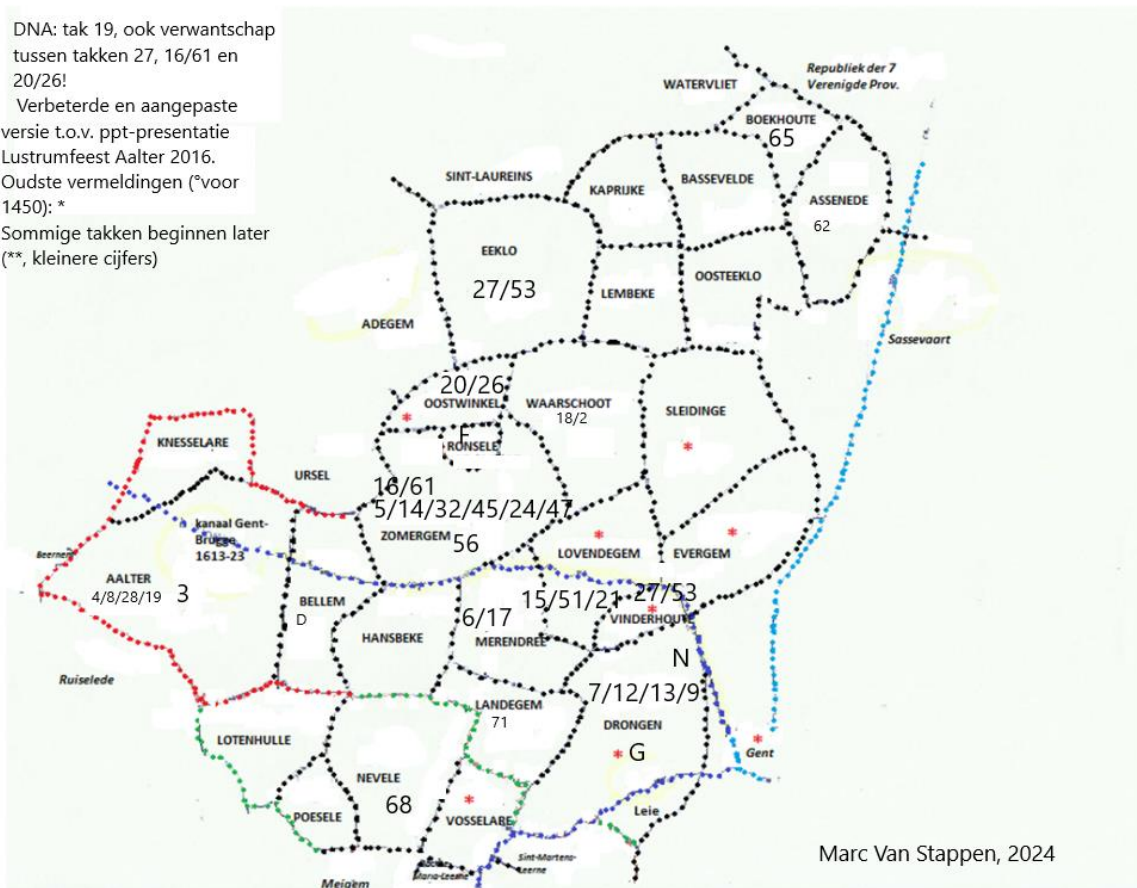 DNA: tak 19, ook verwantschap
tussen takken 27, 16/61 en
20/26!
Verbeterde en aangepaste
versie t.o.v. ppt-presentatie
Lustrumfeest Aalter 2016.
Oudste vermeldingen (°voor
1450): *
Sommige takken beginnen later
(**, kleinere cijfers)
Republiek der 7
Verenigde Prov.
WATERVLIET
BOEKHOUTE
65
SINT-LAUREINS
KAPRIJKE
BASSEVELDE
ASSENEDE
62
EEKLO
27/53
LEMBEKE
OOSTEEKLO
ADEGEM
Sassevaart
20/26
OOSTWINKEL
*
WAARSCHOOT
18/2
SLEIDINGE
*
KNESSELARE
F
RONSELE
URSEL
16/61
5/14/32/45/24/47
ZOMERGEM
56
kanaal Gent-
Brugge
1613-23
*
LOVENDEGEM
*
EVERGEM
Beernem
AALTER
4/8/28/19
3
BELLEM
D
HANSBEKE
6/17
MERENDREE
15/51/21
27/53
*
VINDERHOUTE
N
Ruiselede
7/12/13/9
LANDEGEM
71
DRONGEN
* G
*
Gent
LOTENHULLE
NEVELE
68
POESELE
*
VOSSELARE
Leie
Sint-Martens-
Leerne
Maria-Leerne
Meigem
Marc Van Stappen, 2024